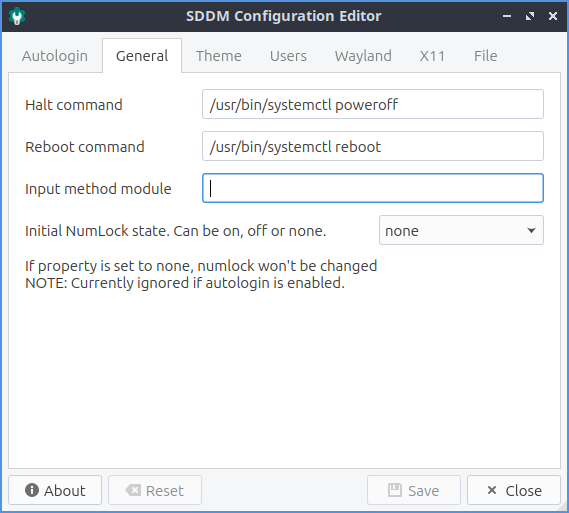 SDDM Configuration Editor
Autologin General Theme Users Wayland X11 File
Halt command /usr/bin/systemctl poweroff
Reboot command /usr/bin/systemctl reboot
Input method module
Initial NumLock state. Can be on, off or none. none
If property is set to none, numlock won't be changed
NOTE: Currently ignored if autologin is enabled.
About Reset Save Close